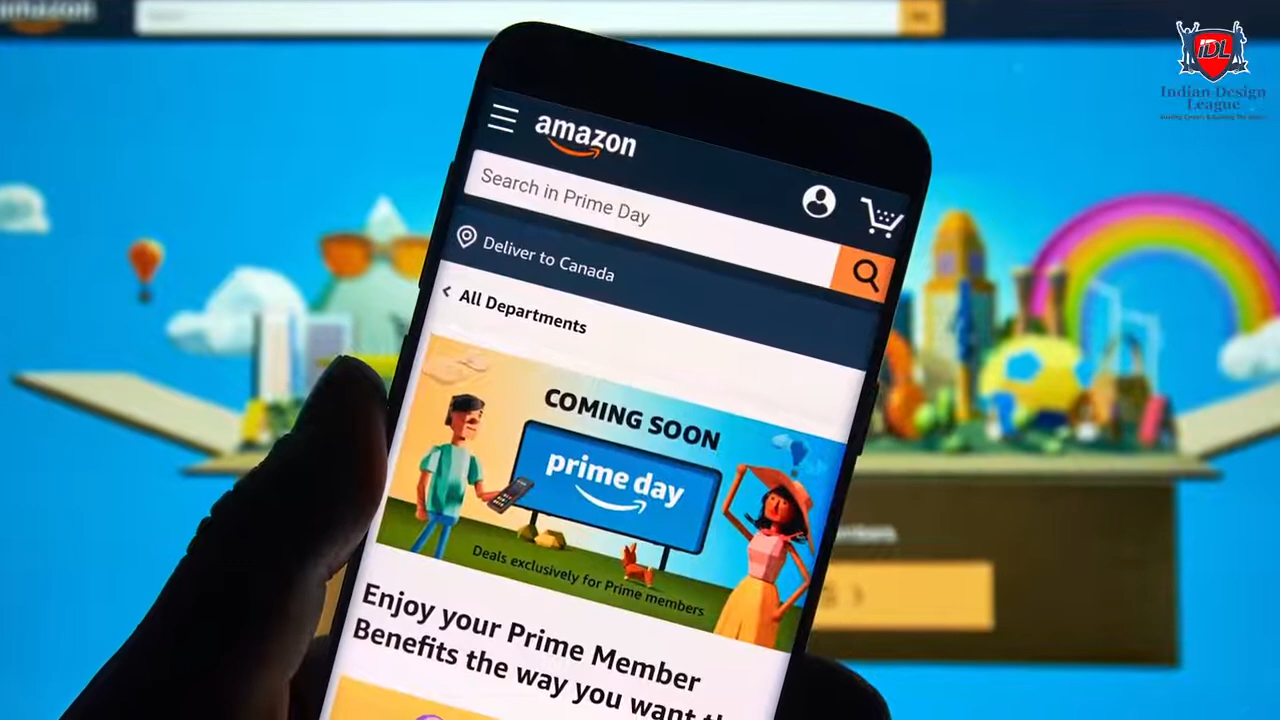 amazon
IDL
Indian Design
League
amazon
Search in Prime Day
Deliver to Canada
All Departments
COMING SOON
prime day
Deals exclusively for Prime members
Enjoy your Prime Member
Benefits the way you want